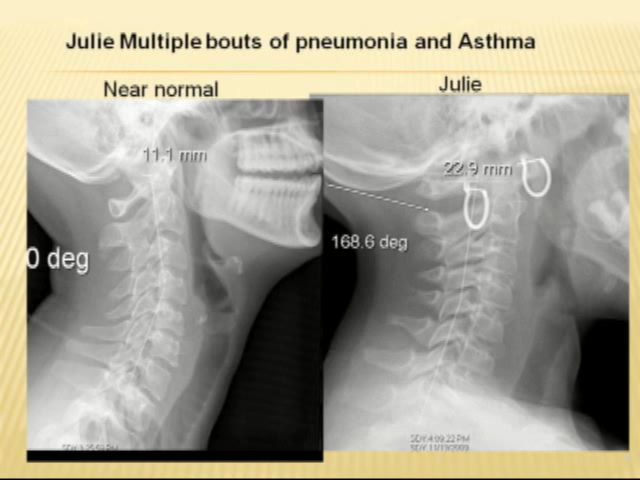 Julie Multiple bouts of pneumonia and Asthma
Near normal
Julie
11.1 mm
22.9 mm
168.6 deg
0 deg